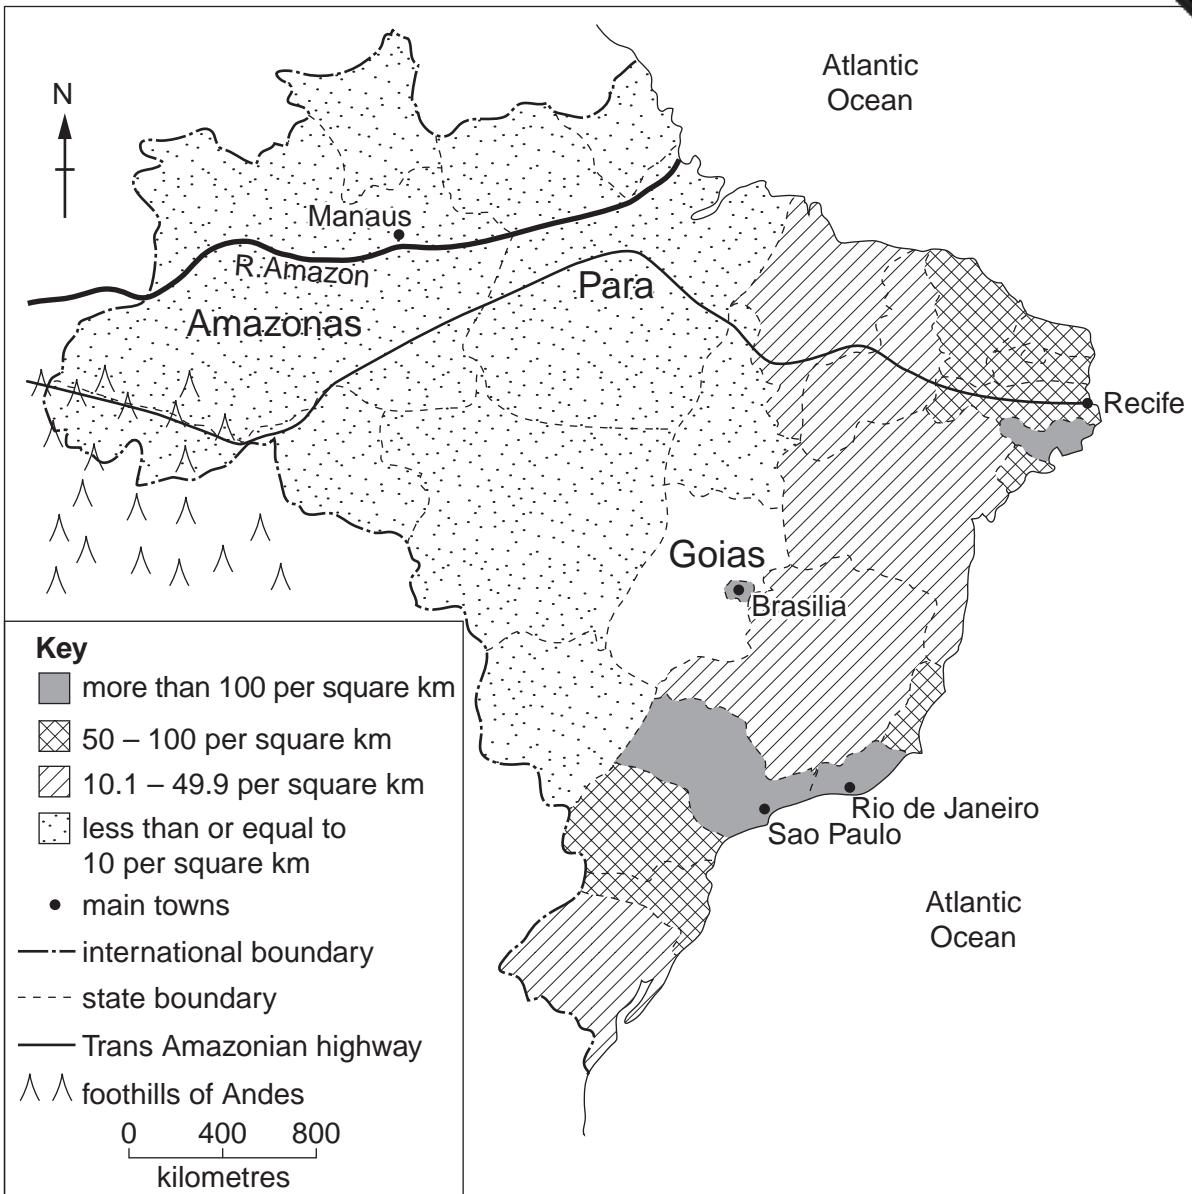 Atlantic
Ocean
N
Manaus
R.Amazon
Para
Amazonas
Recife
Goias
Brasilia
Rio de Janeiro
Sao Paulo
Atlantic
Ocean
Key
more than 100 per square km
50 – 100 per square km
10.1 – 49.9 per square km
less than or equal to
10 per square km
main towns
international boundary
state boundary
Trans Amazonian highway
foothills of Andes
0 400 800
kilometres